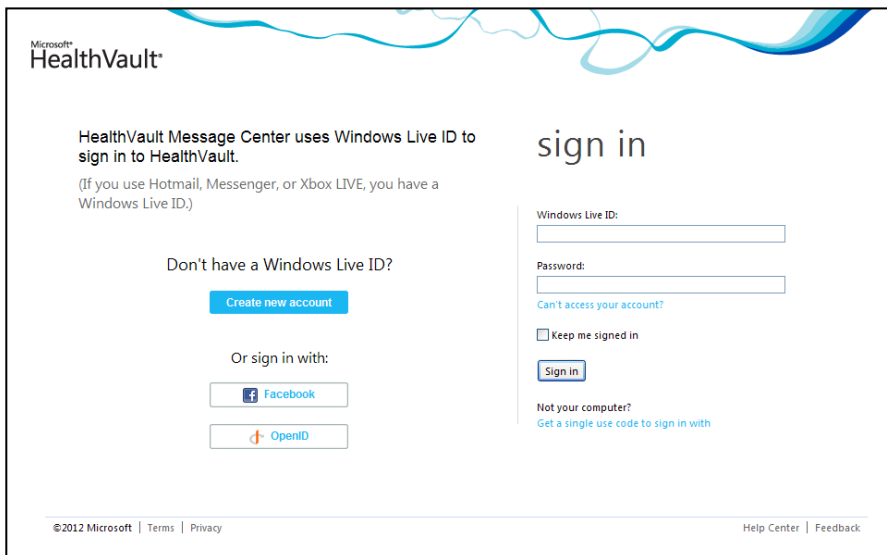 Microsoft®
HealthVault®
HealthVault Message Center uses Windows Live ID to
sign in to HealthVault.
(If you use Hotmail, Messenger, or Xbox LIVE, you have a
Windows Live ID.)
Don't have a Windows Live ID?
Create new account
Or sign in with:
Facebook
OpenID
sign in
Windows Live ID:
Password:
Can't access your account?
Keep me signed in
Sign in
Not your computer?
Get a single use code to sign in with
©2012 Microsoft | Terms | Privacy
Help Center | Feedback